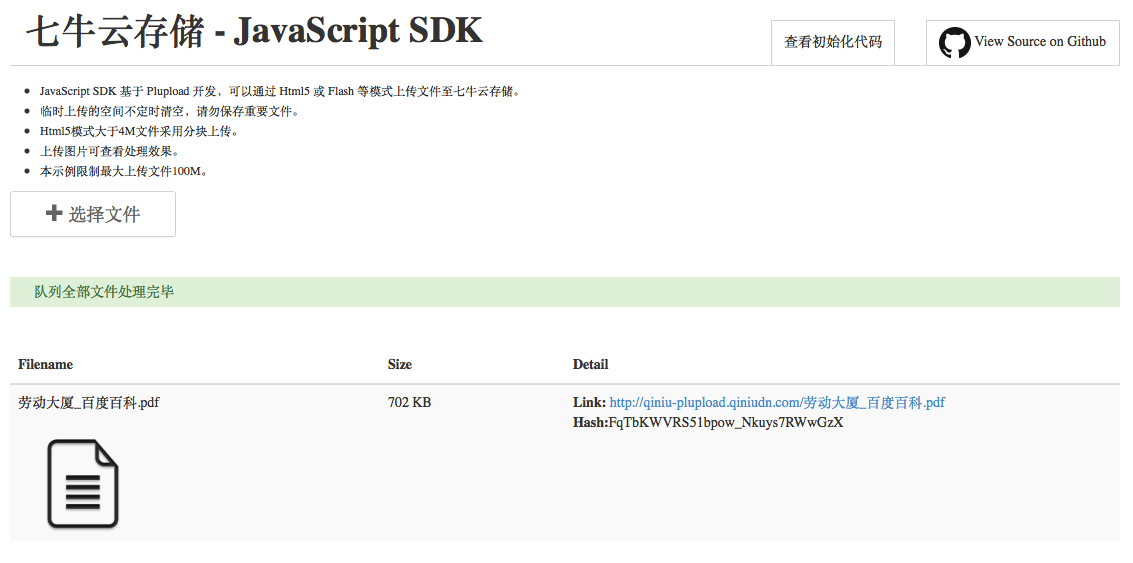 七牛云存储 - JavaScript SDK
查看初始化代码
View Source on Github
JavaScript SDK 基于 Plupload 开发，可以通过 Html5 或 Flash 等模式上传文件至七牛云存储。
临时上传的空间不定时清空，请勿保存重要文件。
Html5模式大于4M文件采用分块上传。
上传图片可查看处理效果。
本示例限制最大上传文件100M。
选择文件
队列全部文件处理完毕
Filename Size Detail
劳动大厦_百度百科.pdf 702 KB Link: http://qiniu-plupload.qiniudn.com/劳动大厦_百度百科.pdf
Hash:FqTbKWVRS51bpow_Nkuys7RWwGzX